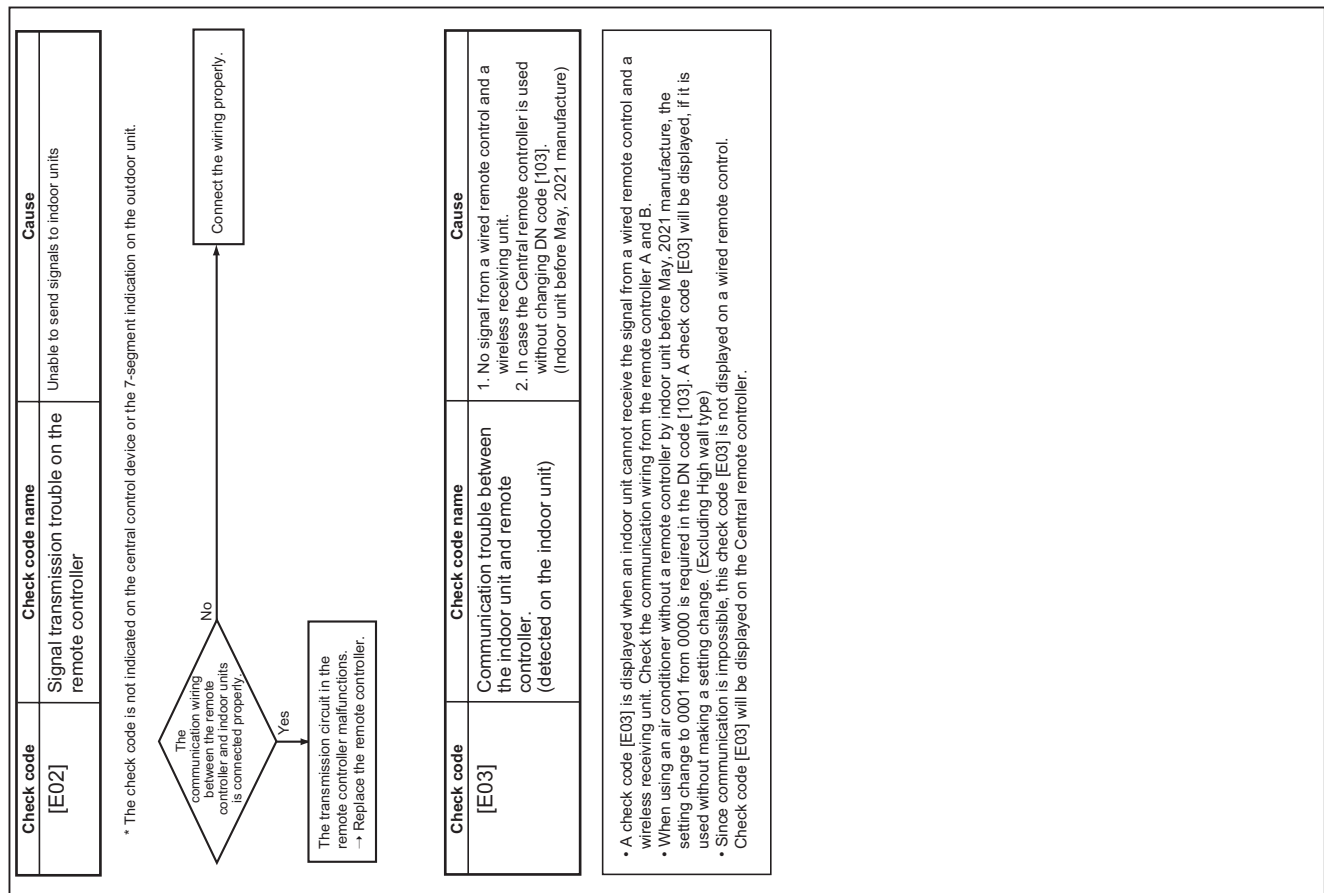 Check code
Check code name
Cause
[E02]
Signal transmission trouble on the
remote controller
Unable to send signals to indoor units
* The check code is not indicated on the central control device or the 7-segment indication on the outdoor unit.
The
communication wiring
between the remote
controller and indoor units
is connected properly.
No
Connect the wiring properly.
Yes
The transmission circuit in the
remote controller malfunctions.
→ Replace the remote controller.
Check code
Check code name
Cause
[E03]
Communication trouble between
the indoor unit and remote
controller.
(detected on the indoor unit)
1. No signal from a wired remote control and a
wireless receiving unit.
2. In case the Central remote controller is used
without changing DN code [103].
(Indoor unit before May, 2021 manufacture)
• A check code [E03] is displayed when an indoor unit cannot receive the signal from a wired remote control and a
wireless receiving unit. Check the communication wiring from the remote controller A and B.
• When using an air conditioner without a remote controller by indoor unit before May, 2021 manufacture, the
setting change to 0001 from 0000 is required in the DN code [103]. A check code [E03] will be displayed, if it is
used without making a setting change. (Excluding High wall type)
• Since communication is impossible, this check code [E03] is not displayed on a wired remote control.
Check code [E03] will be displayed on the Central remote controller.